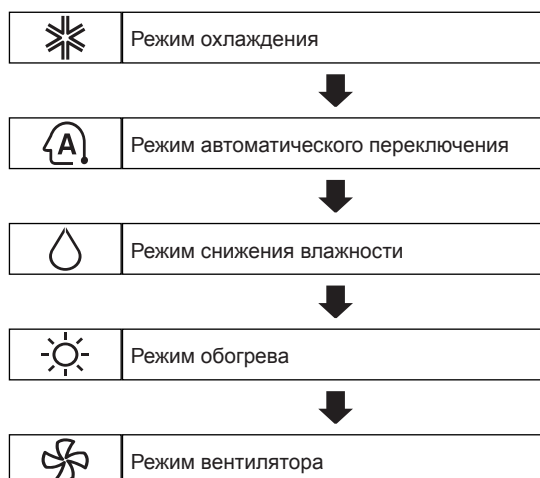 Режим охлаждения
A
Режим автоматического переключения
Режим снижения влажности
Режим обогрева
Режим вентилятора